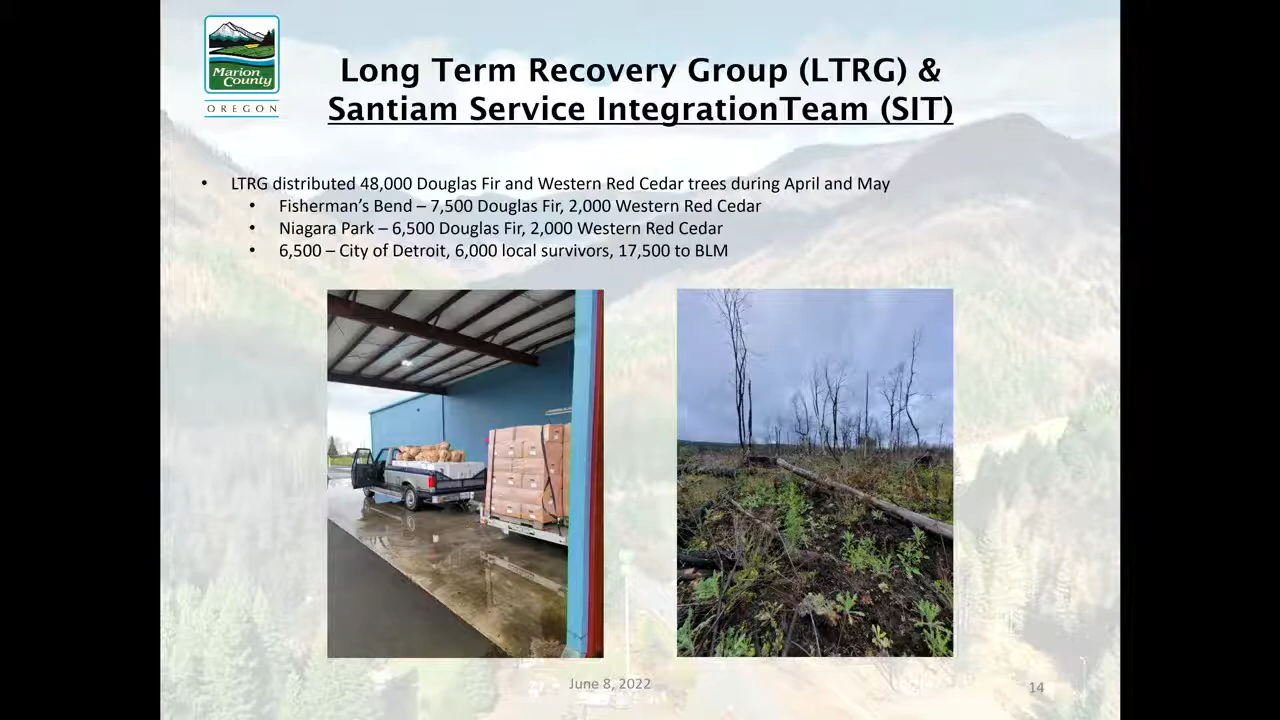 Marion
County
OREGON
Long Term Recovery Group (LTRG) &
Santiam Service IntegrationTeam (SIT)
• LTRG distributed 48,000 Douglas Fir and Western Red Cedar trees during April and May
• Fisherman’s Bend – 7,500 Douglas Fir, 2,000 Western Red Cedar
• Niagara Park – 6,500 Douglas Fir, 2,000 Western Red Cedar
• 6,500 – City of Detroit, 6,000 local survivors, 17,500 to BLM
June 8, 2022
14